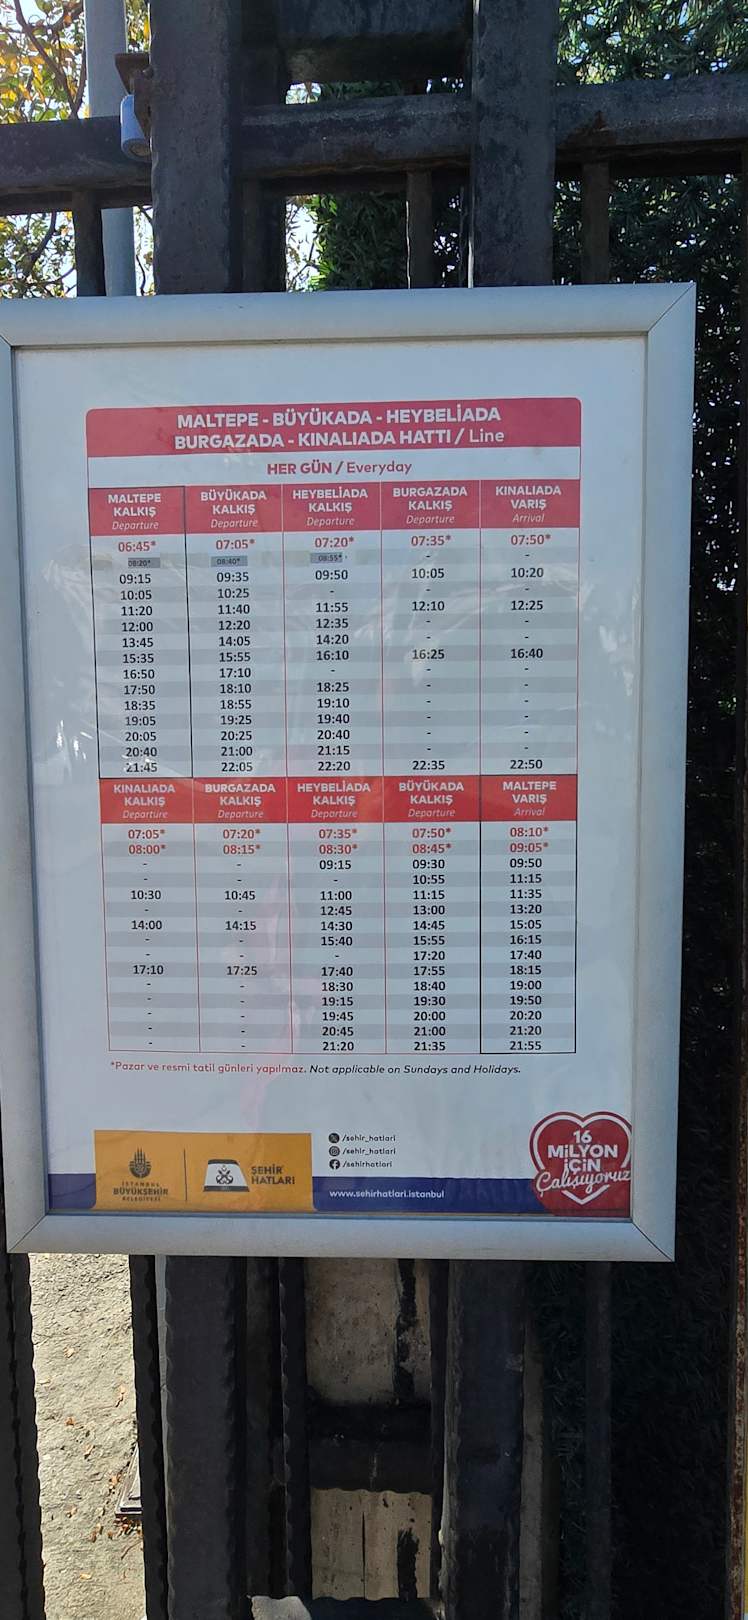 MALTEPE - BÜYÜKADA - HEYBELİADA
BURGAZADA - KINALIADA HATTI / Line
HER GÜN / Everyday
MALTEPE KALKIŞ Departure BÜYÜKADA KALKIŞ Departure HEYBELİADA KALKIŞ Departure BURGAZADA KALKIŞ Departure KINALIADA VARIŞ Arrival
06:45* 07:05* 07:20* 07:35* 07:50*
08:20* 08:40* 08:55* - -
09:15 09:35 09:50 10:05 10:20
10:05 10:25 - - -
11:20 11:40 11:55 12:10 12:25
12:00 12:20 12:35 - -
13:45 14:05 14:20 - -
15:35 15:55 16:10 16:25 16:40
16:50 17:10 - - -
17:50 18:10 18:25 - -
18:35 18:55 19:10 - -
19:05 19:25 19:40 - -
20:05 20:25 20:40 - -
20:40 21:00 21:15 - -
21:45 22:05 22:20 22:35 22:50
KINALIADA KALKIŞ Departure BURGAZADA KALKIŞ Departure HEYBELİADA KALKIŞ Departure BÜYÜKADA KALKIŞ Departure MALTEPE VARIŞ Arrival
07:05* 07:20* 07:35* 07:50* 08:10*
08:00* 08:15* 08:30* 08:45* 09:05*
- - 09:15 09:30 09:50
- - - 10:55 11:15
10:30 10:45 11:00 11:15 11:35
- - 12:45 13:00 13:20
14:00 14:15 14:30 14:45 15:05
- - 15:40 15:55 16:15
- - - 17:20 17:40
17:10 17:25 17:40 17:55 18:15
- - 18:30 18:40 19:00
- - 19:15 19:30 19:50
- - 19:45 20:00 20:20
- - 20:45 21:00 21:20
- - 21:20 21:35 21:55
*Pazar ve resmi tatil günleri yapılmaz. Not applicable on Sundays and Holidays.
İSTANBUL
BÜYÜKŞEHİR
BELEDİYESİ
ŞEHİR
HATLARI
/sehir_hatlari
/sehir_hatlari
/sehirhatlari
www.sehirhatlari.istanbul
16
MİLYON
İÇİN
Çalışıyoruz